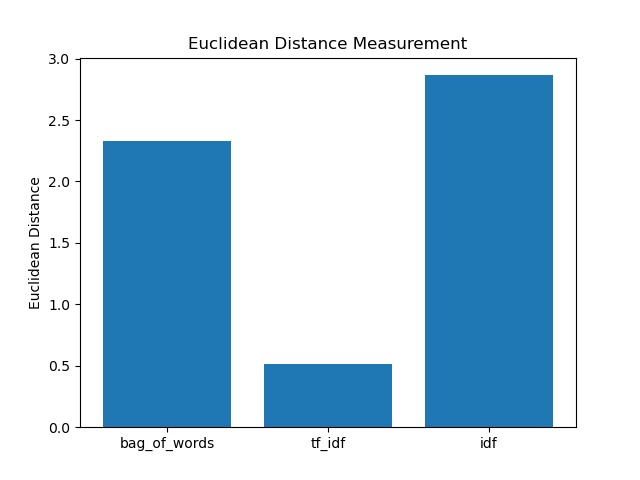 Euclidean Distance Measurement
3.0
2.5
2.0
1.5
1.0
0.5
0.0
Euclidean Distance
bag_of_words
tf_idf
idf